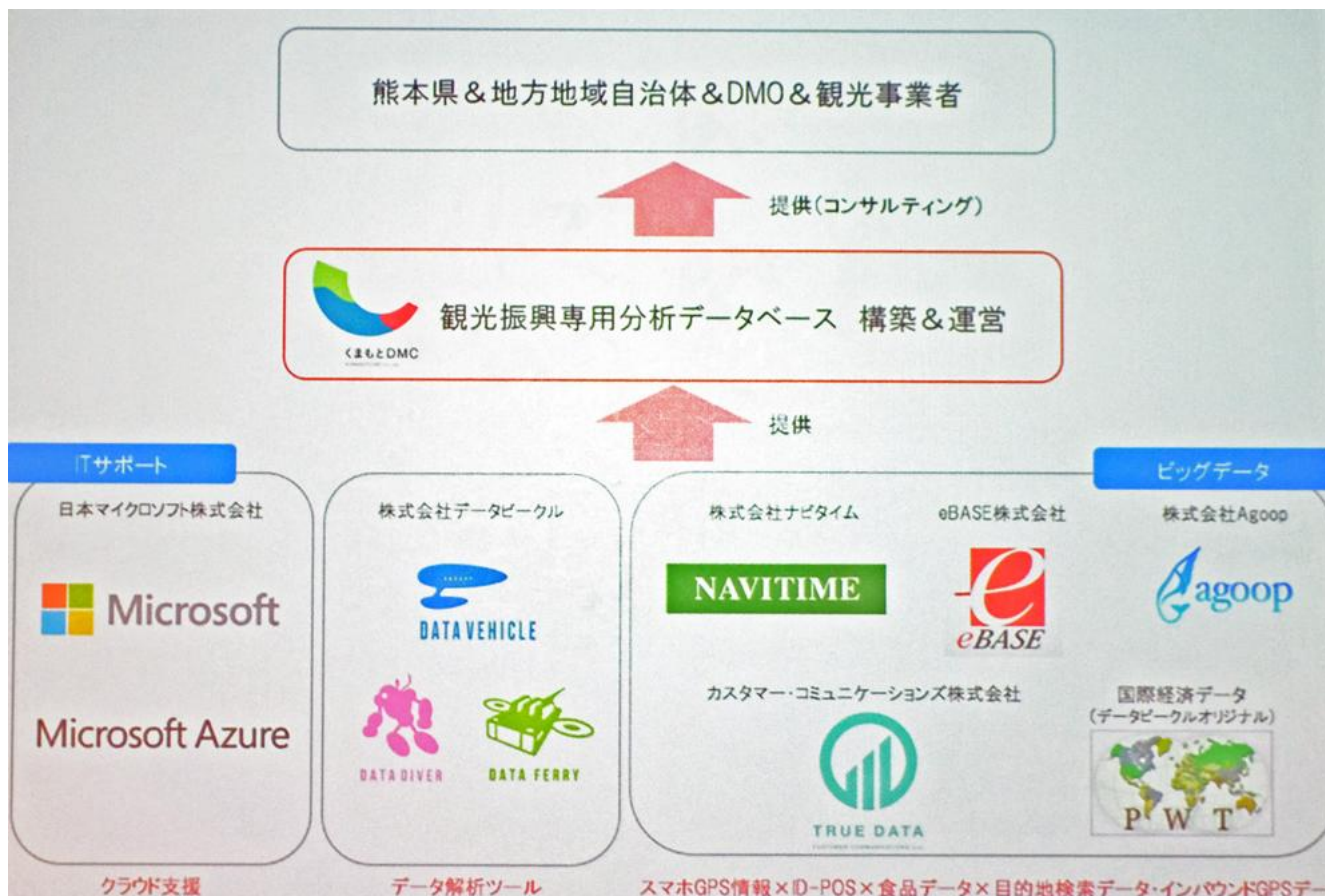 熊本県＆地方地域自治体＆DMO＆観光事業者
提供（コンサルティング）
くまもとDMC
観光振興専用分析データベース 構築＆運営
提供
ITサポート
ビッグデータ
日本マイクロソフト株式会社
Microsoft
Microsoft Azure
株式会社データビークル
DATA VEHICLE
DATA DIVER
DATA FERRY
株式会社ナビタイム
eBASE株式会社
株式会社Agoop
NAVITIME
e
eBASE
agoop
カスタマー・コミュニケーションズ株式会社
国際経済データ
（データビークルオリジナル）
TRUE DATA
PWT
クラウド支援
データ解析ツール
スマホGPS情報×ID-POS×食品データ×目的地検索データ・インバウンドGPSデー